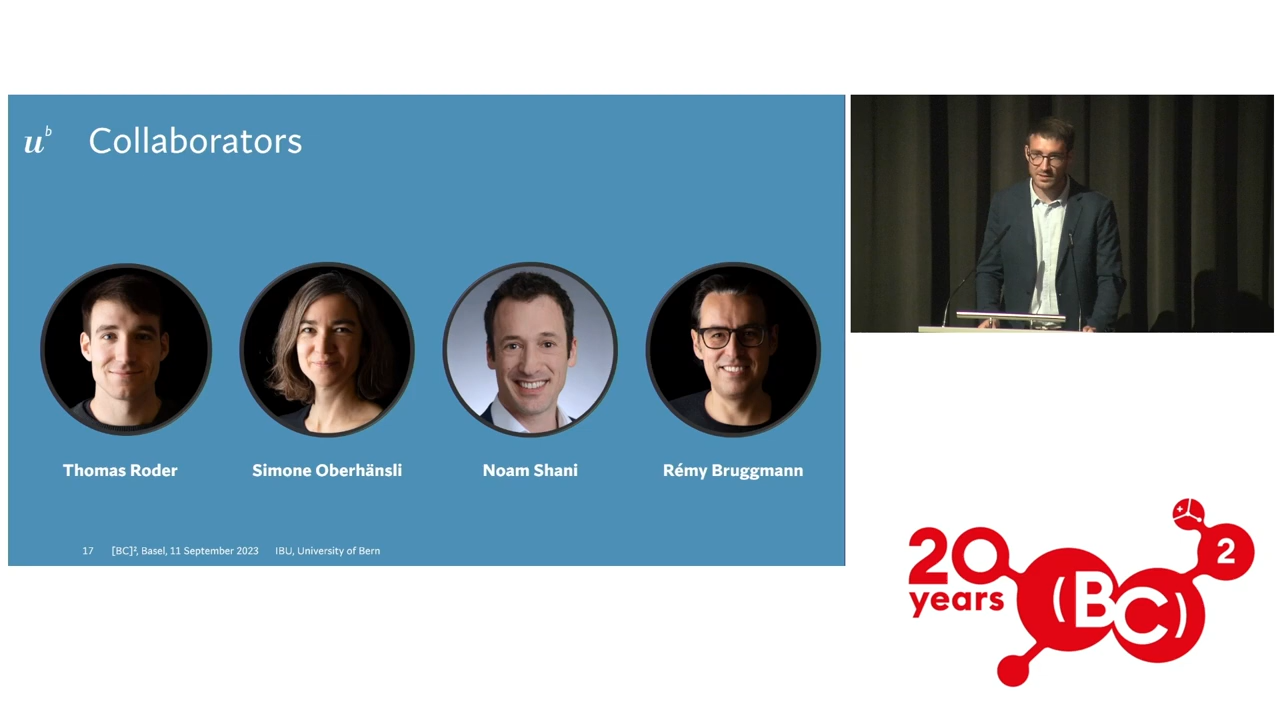 u^b Collaborators
Thomas Roder
Simone Oberhänsli
Noam Shani
Rémy Bruggmann
17 [BC]², Basel, 11 September 2023 IBU, University of Bern
20
years
(BC)
2